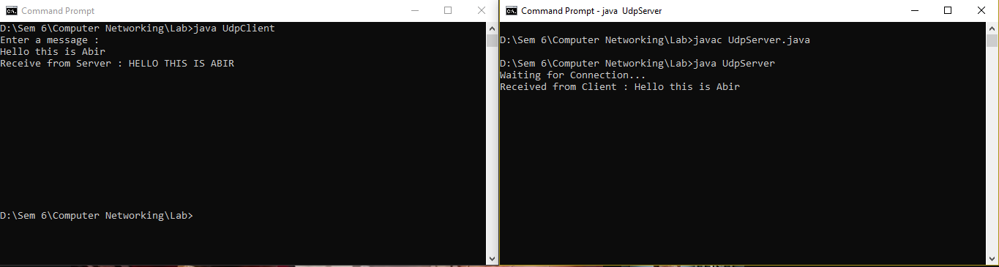 Command Prompt
D:\Sem 6\Computer Networking\Lab>java UdpClient
Enter a message :
Hello this is Abir
Receive from Server : HELLO THIS IS ABIR
D:\Sem 6\Computer Networking\Lab>
Command Prompt - java  UdpServer
D:\Sem 6\Computer Networking\Lab>javac UdpServer.java
D:\Sem 6\Computer Networking\Lab>java UdpServer
Waiting for Connection...
Received from Client : Hello this is Abir